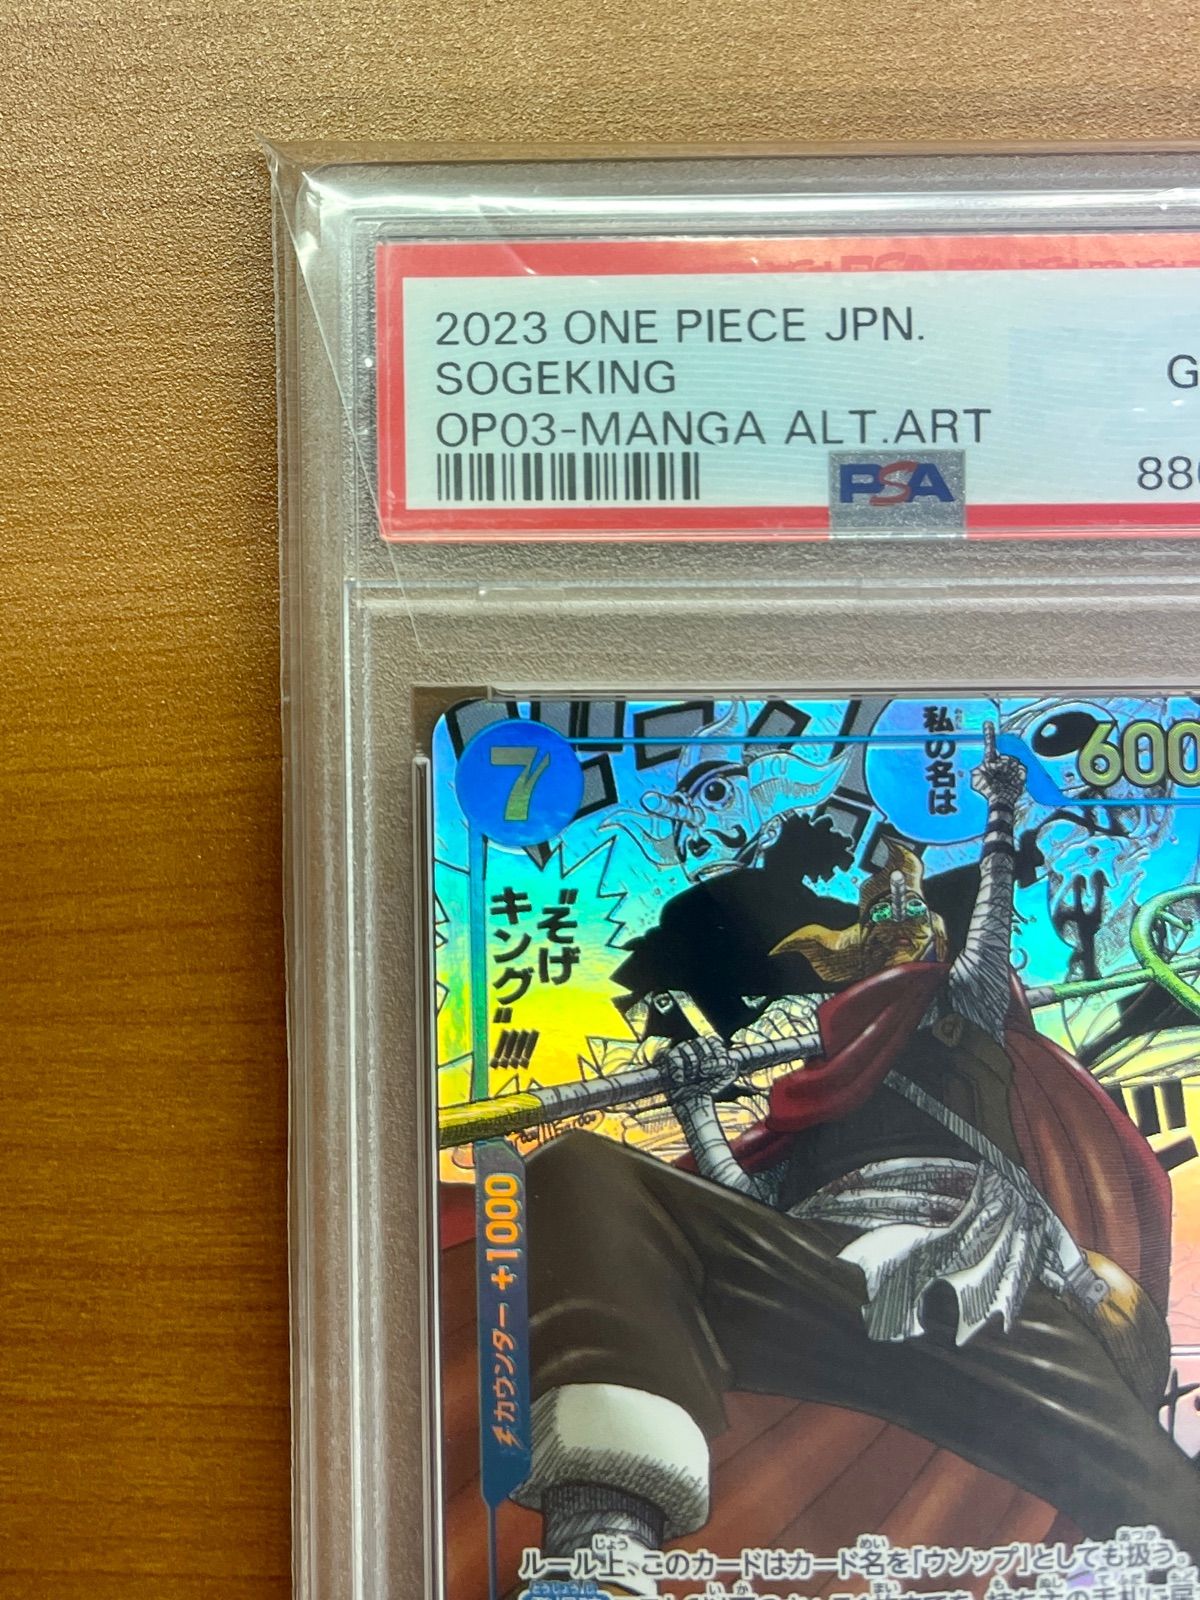 2023 ONE PIECE JPN.
SOGEKING
OP03-MANGA ALT.ART
PSA
7
私の名は
600
"そげ
キング"!!!!
カウンター +1000
ルール上、このカードはカード名を「ウソップ」としても扱う。